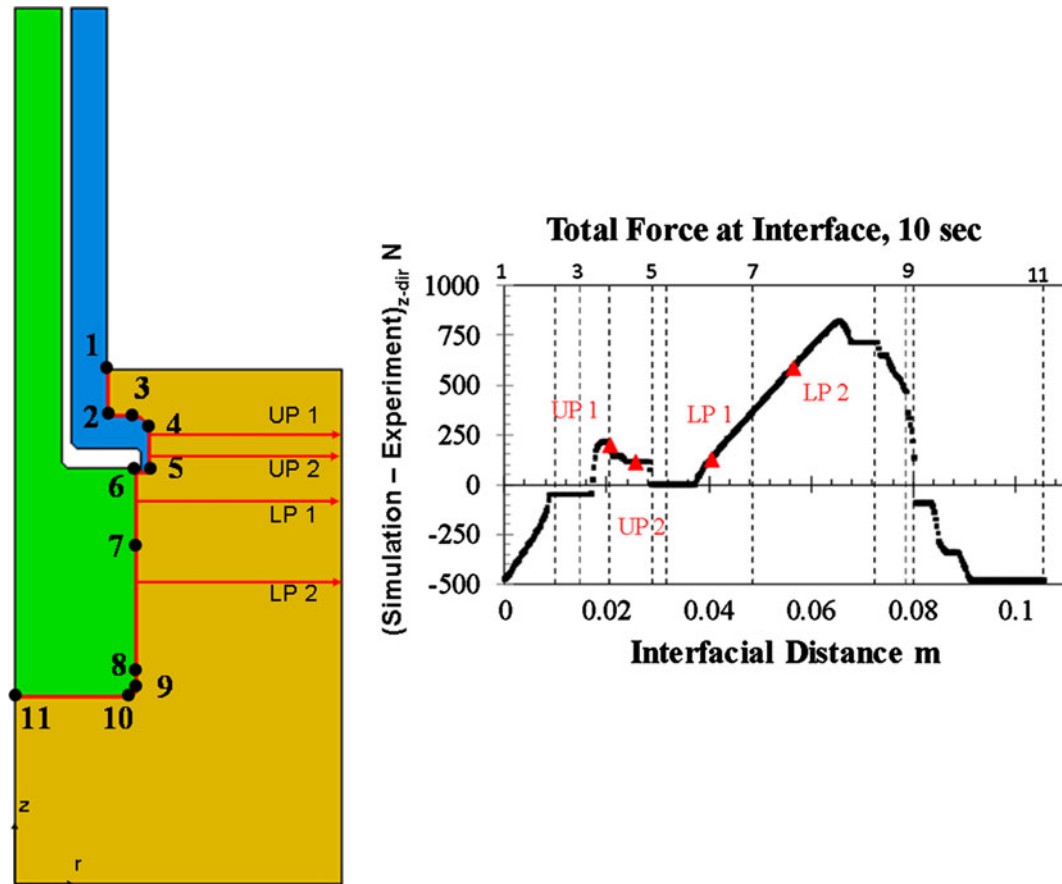 1
2
3
4
UP 1
UP 2
5
6
LP 1
7
LP 2
8
9
10
11
z
r
Total Force at Interface, 10 sec
1 3 5 7 9 11
(Simulation – Experiment)z-dir N
1000
750
500
250
0
-250
-500
UP 1
UP 2
LP 1
LP 2
0 0.02 0.04 0.06 0.08 0.1
Interfacial Distance m